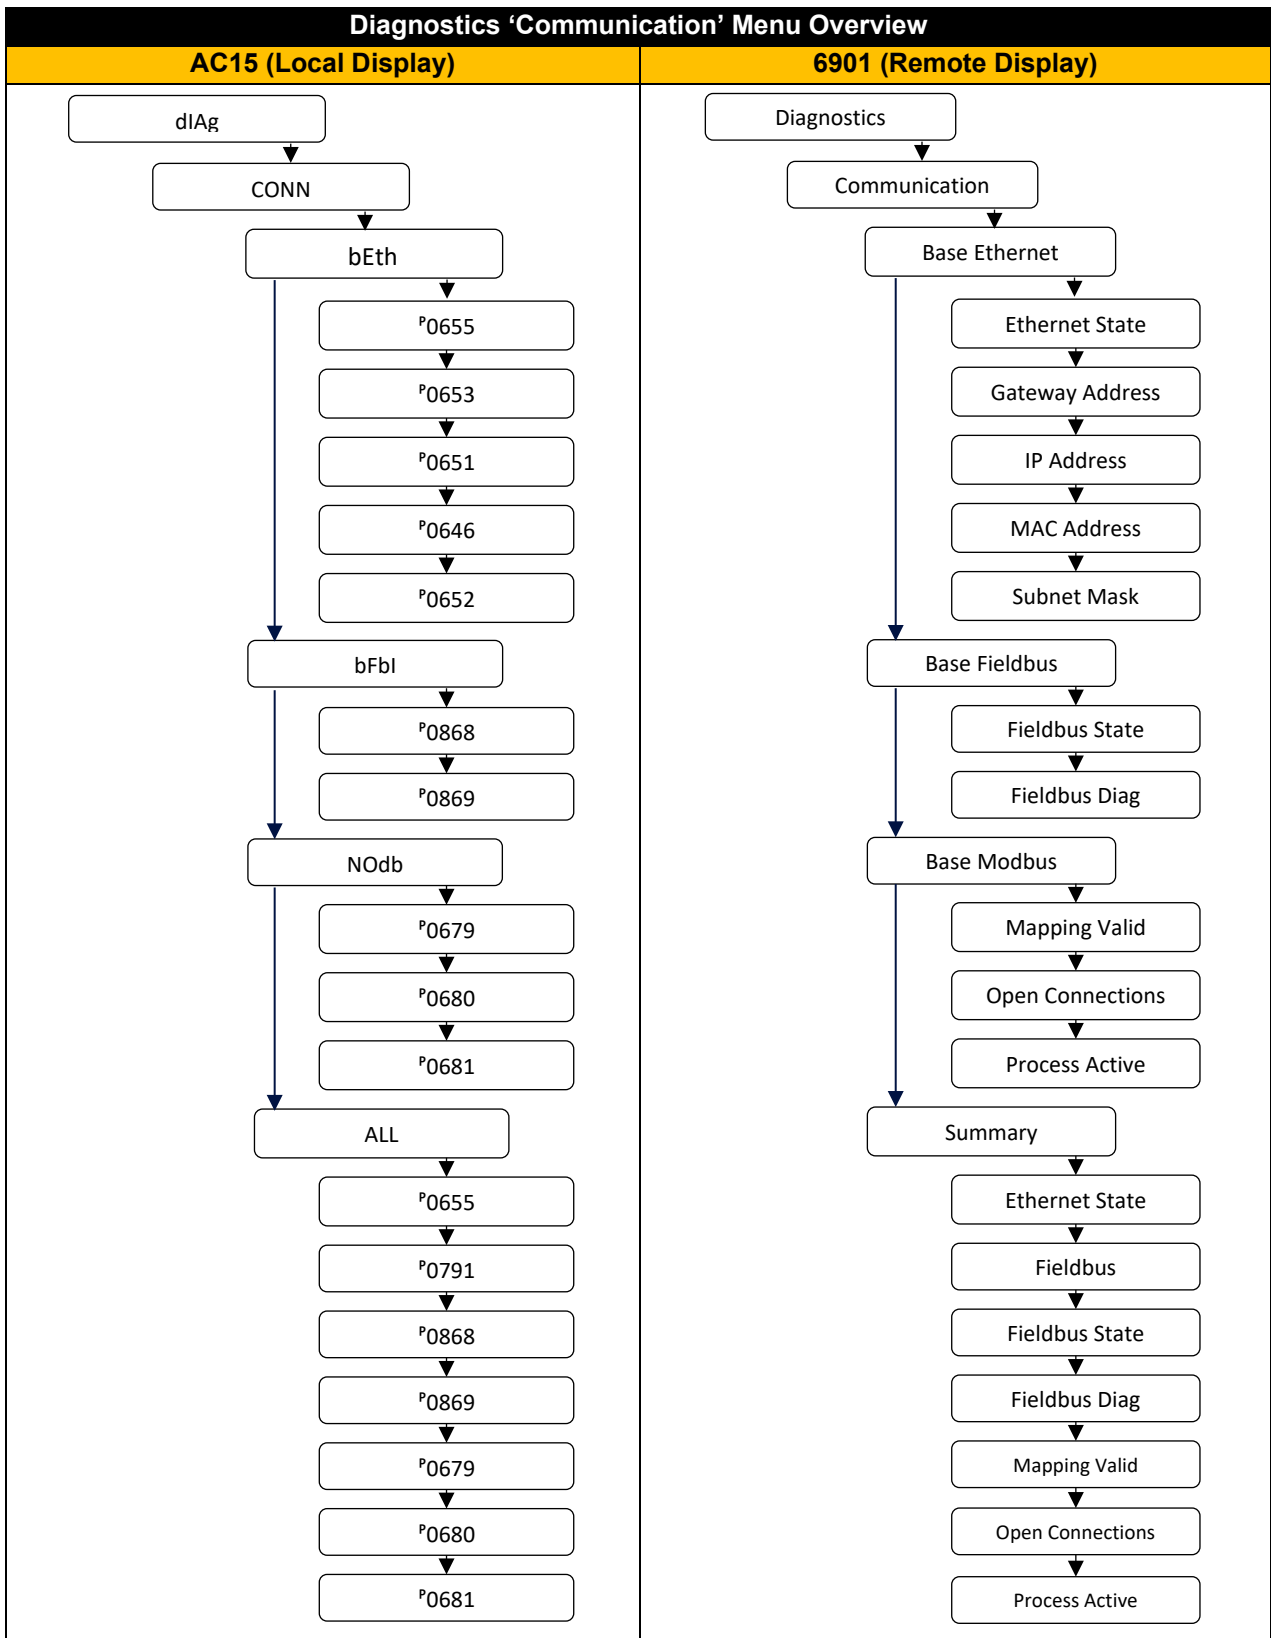 Diagnostics ‘Communication’ Menu Overview
AC15 (Local Display)
6901 (Remote Display)
dIAg
CONN
bEth
P0655
P0653
P0651
P0646
P0652
bFbI
P0868
P0869
NOdb
P0679
P0680
P0681
ALL
P0655
P0791
P0868
P0869
P0679
P0680
P0681
Diagnostics
Communication
Base Ethernet
Ethernet State
Gateway Address
IP Address
MAC Address
Subnet Mask
Base Fieldbus
Fieldbus State
Fieldbus Diag
Base Modbus
Mapping Valid
Open Connections
Process Active
Summary
Ethernet State
Fieldbus
Fieldbus State
Fieldbus Diag
Mapping Valid
Open Connections
Process Active